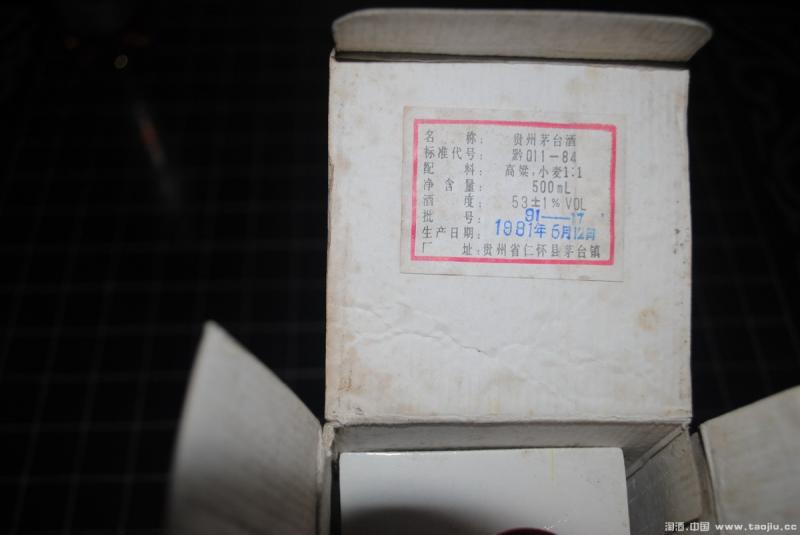 名 称： 贵州茅台酒
标准代号： 黔Q11—84
配 料： 高粱，小麦1：1
净 含 量： 500mL
酒 度： 53±1% VOL
批 号： 91——17
生产日期： 1991年6月12日
厂 址：贵州省仁怀县茅台镇
淘酒.中国 www.taojiu.cc